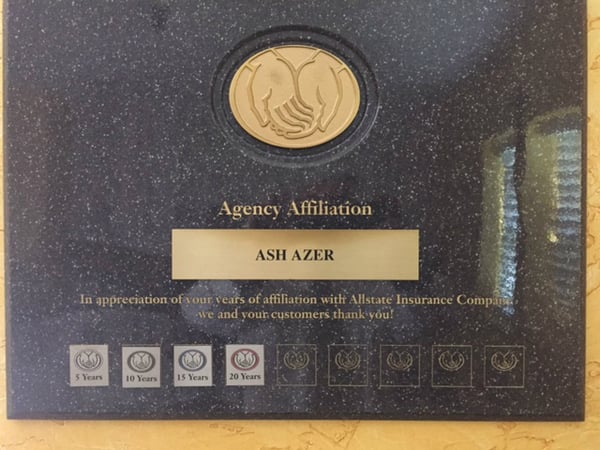 Agency Affiliation
ASH AZER
In appreciation of your years of affiliation with Allstate Insurance Company,
we and your customers thank you!
5 Years 10 Years 15 Years 20 Years